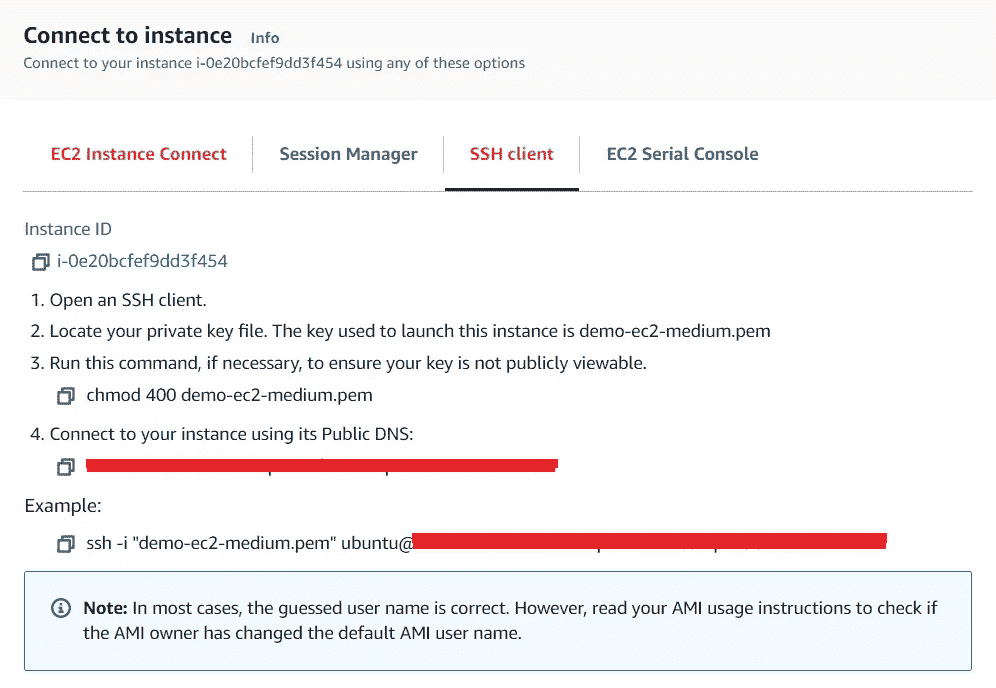 Connect to instance Info
Connect to your instance i-0e20bcfef9dd3f454 using any of these options
EC2 Instance Connect Session Manager SSH client EC2 Serial Console
Instance ID
i-0e20bcfef9dd3f454
1. Open an SSH client.
2. Locate your private key file. The key used to launch this instance is demo-ec2-medium.pem
3. Run this command, if necessary, to ensure your key is not publicly viewable.
chmod 400 demo-ec2-medium.pem
4. Connect to your instance using its Public DNS:
Example:
ssh -i "demo-ec2-medium.pem" ubuntu@
Note: In most cases, the guessed user name is correct. However, read your AMI usage instructions to check if
the AMI owner has changed the default AMI user name.